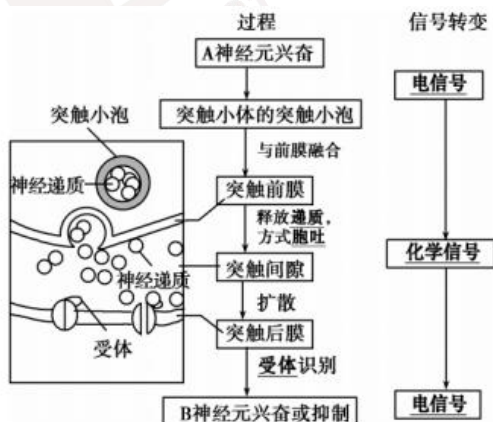 过程
信号转变
A神经元兴奋
电信号
突触小泡
突触小体的突触小泡
与前膜融合
神经递质
突触前膜
释放递质,
方式胞吐
化学信号
神经递质
突触间隙
扩散
受体
突触后膜
受体识别
B神经元兴奋或抑制
电信号